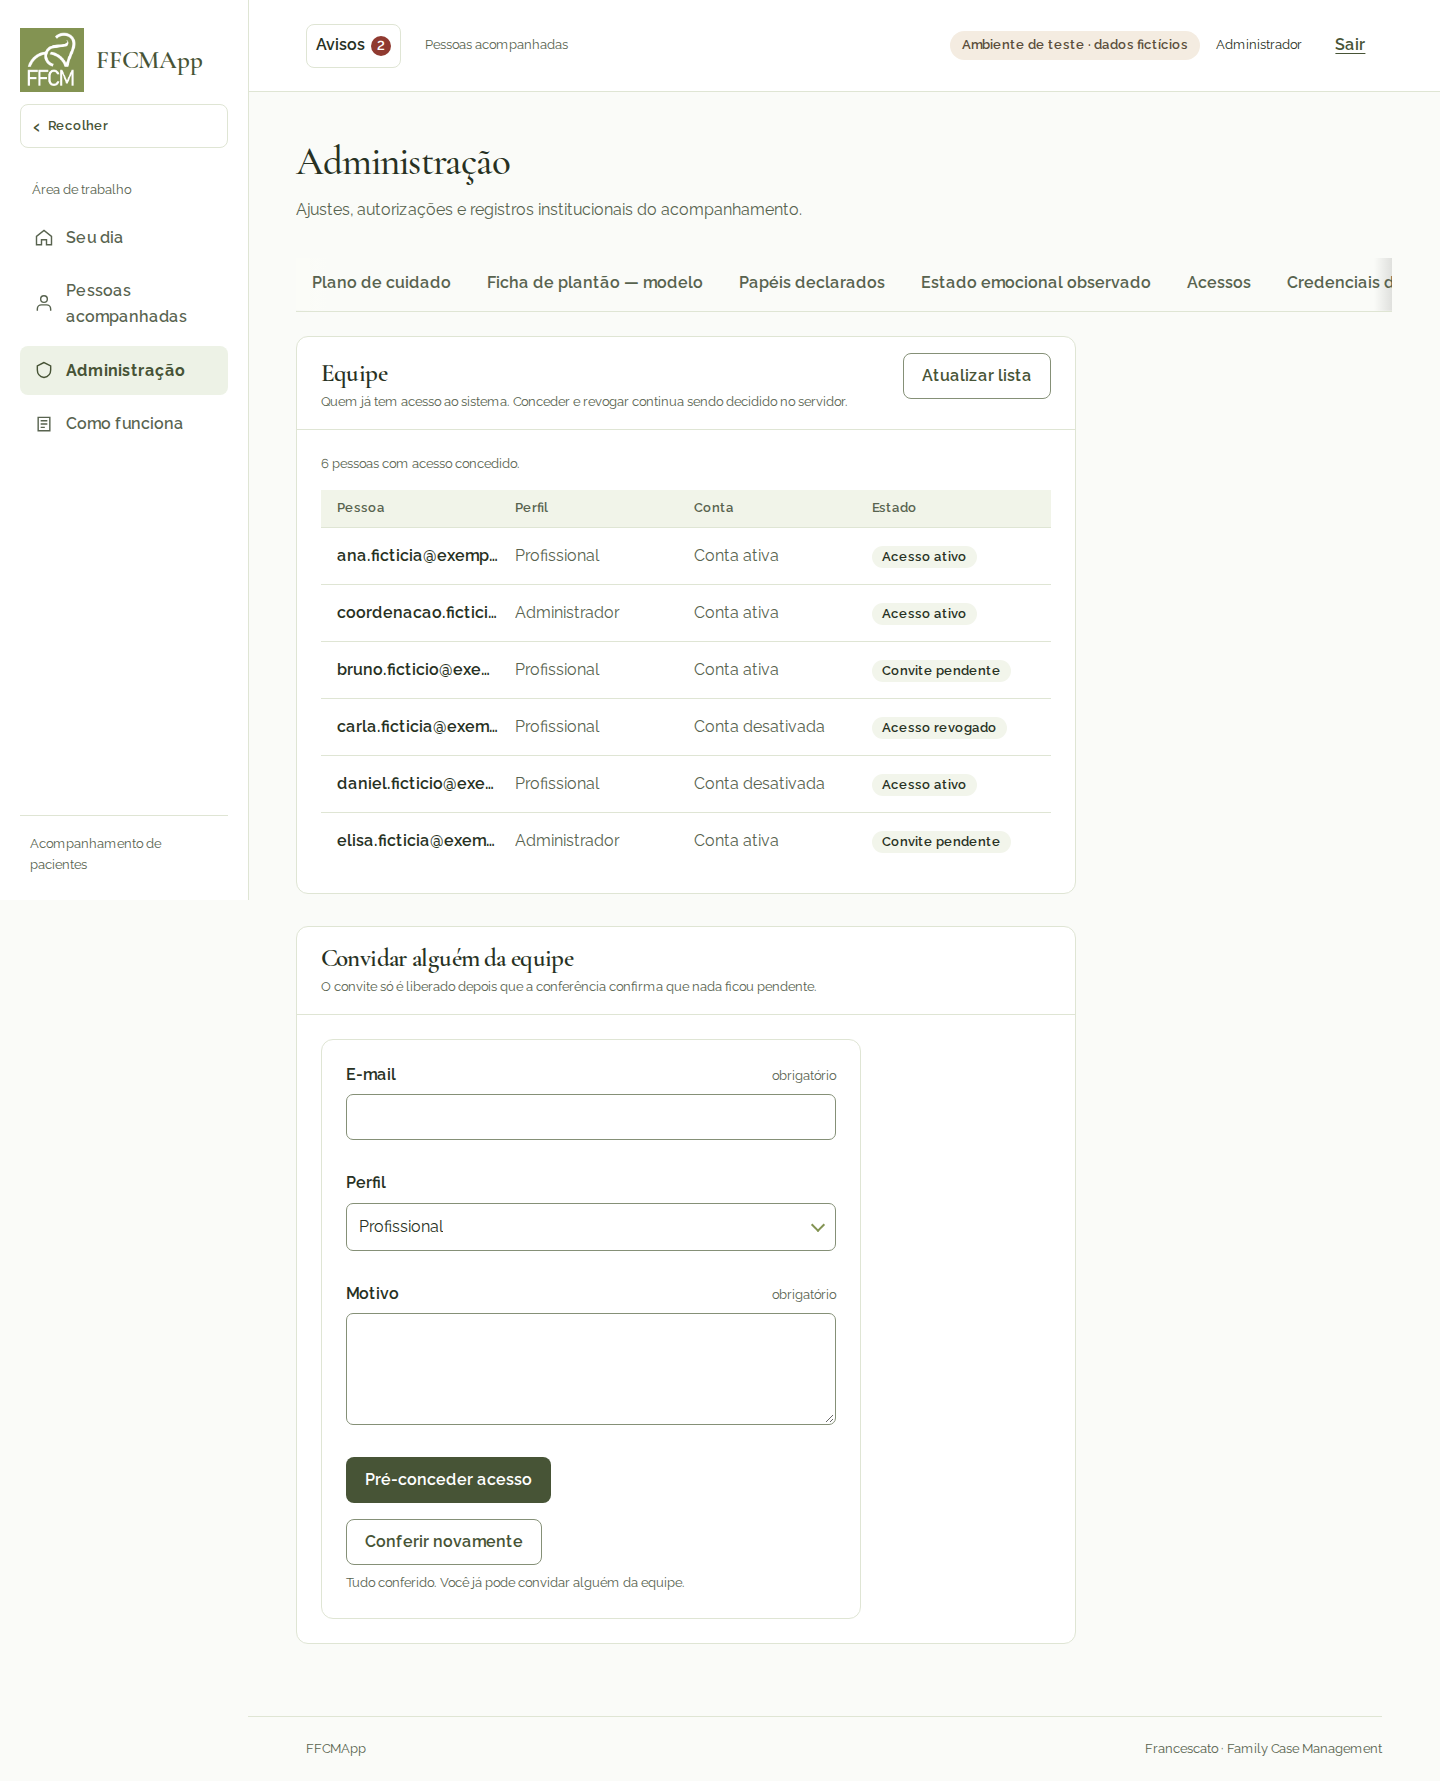 FFCM
FFCMApp
Recolher
Área de trabalho
Seu dia
Pessoas
acompanhadas
Administração
Como funciona
Acompanhamento de
pacientes
Avisos 2
Pessoas acompanhadas
Ambiente de teste · dados fictícios
Administrador
Sair
Administração
Ajustes, autorizações e registros institucionais do acompanhamento.
Plano de cuidado
Ficha de plantão — modelo
Papéis declarados
Estado emocional observado
Acessos
Credenciais d
Equipe
Quem já tem acesso ao sistema. Conceder e revogar continua sendo decidido no servidor.
Atualizar lista
6 pessoas com acesso concedido.
Pessoa Perfil Conta Estado
ana.ficticia@exemp... Profissional Conta ativa Acesso ativo
coordenacao.fictici... Administrador Conta ativa Acesso ativo
bruno.ficticio@exe... Profissional Conta ativa Convite pendente
carla.ficticia@exem... Profissional Conta desativada Acesso revogado
daniel.ficticio@exe... Profissional Conta desativada Acesso ativo
elisa.ficticia@exem... Administrador Conta ativa Convite pendente
Convidar alguém da equipe
O convite só é liberado depois que a conferência confirma que nada ficou pendente.
E-mail obrigatório
Perfil
Profissional
Motivo obrigatório
Pré-conceder acesso
Conferir novamente
Tudo conferido. Você já pode convidar alguém da equipe.
FFCMApp
Francescato · Family Case Management